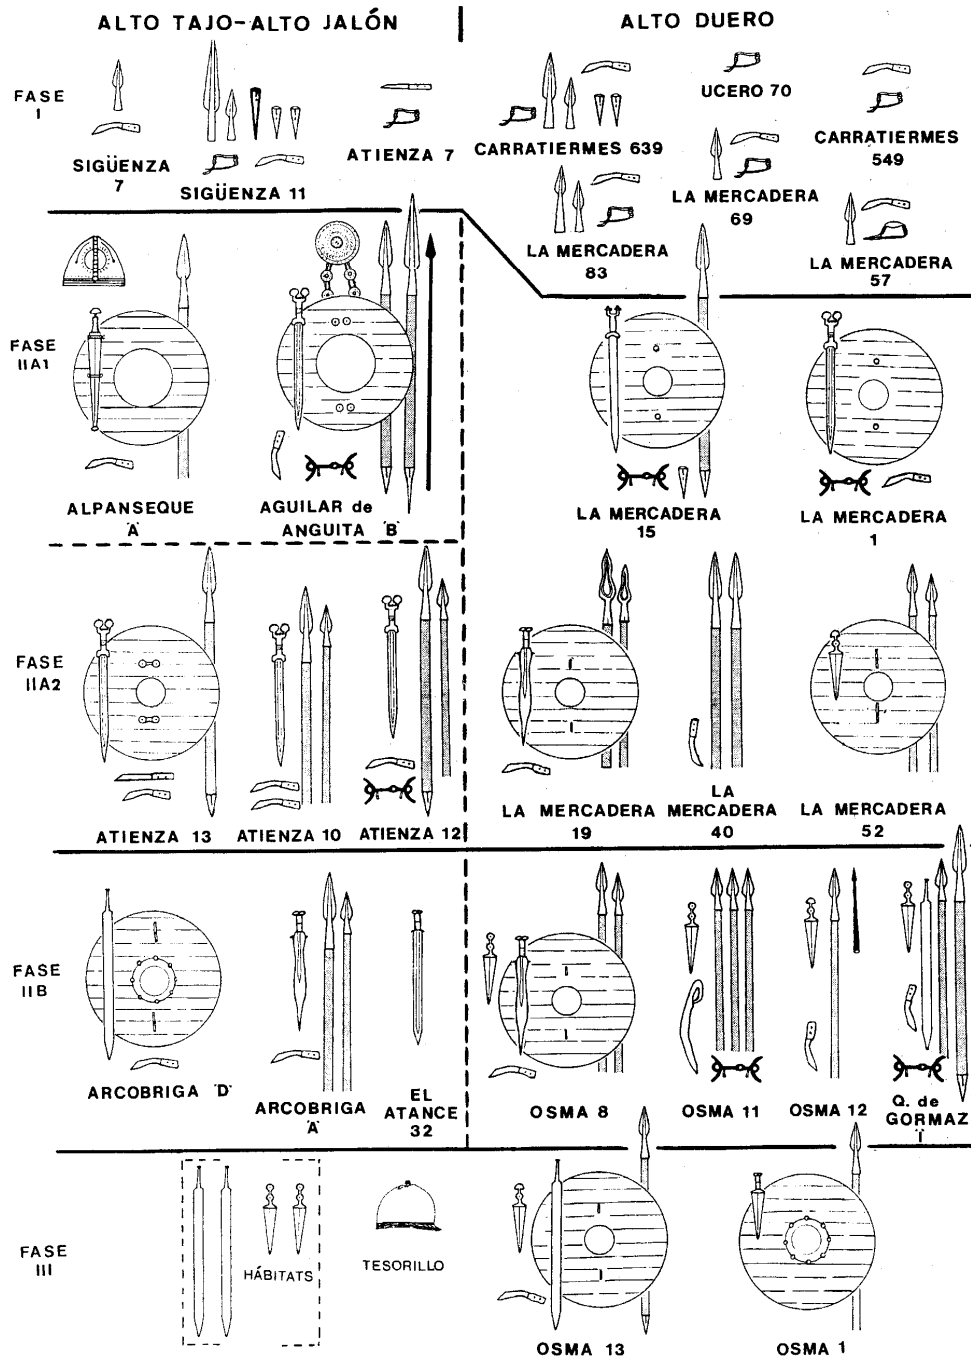 ALTO TAJO-ALTO JALÓN
ALTO DUERO
FASE
I
SIGÜENZA
7
SIGÜENZA 11
ATIENZA 7
CARRATIERMES 639
UCERO 70
CARRATIERMES
549
LA MERCADERA
83
LA MERCADERA
69
LA MERCADERA
57
FASE
IIA1
ALPANSEQUE
'A'
AGUILAR de
ANGUITA 'B'
LA MERCADERA
15
LA MERCADERA
1
FASE
IIA2
ATIENZA 13
ATIENZA 10
ATIENZA 12
LA MERCADERA
19
LA
MERCADERA
40
LA MERCADERA
52
FASE
IIB
ARCOBRIGA 'D'
ARCOBRIGA
'A'
EL
ATANCE
32
OSMA 8
OSMA 11
OSMA 12
Q. de
GORMAZ
'I'
FASE
III
HÁBITATS
TESORILLO
OSMA 13
OSMA 1